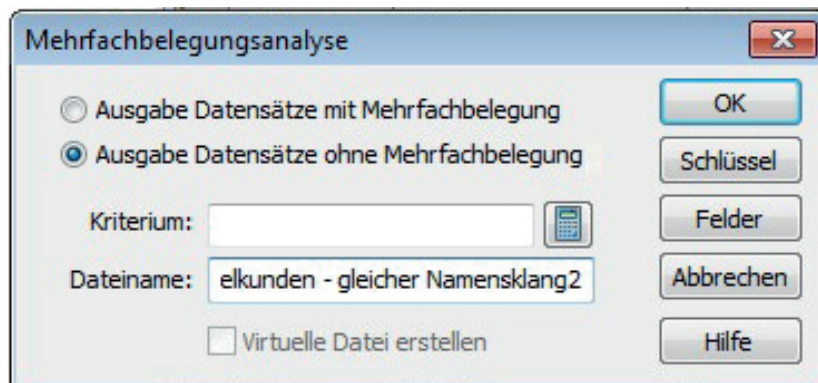 Mehrfachbelegungsanalyse
Ausgabe Datensätze mit Mehrfachbelegung
OK
Ausgabe Datensätze ohne Mehrfachbelegung
Schlüssel
Kriterium:
Felder
Dateiname: elkunden - gleicher Namensklang2
Abbrechen
Virtuelle Datei erstellen
Hilfe